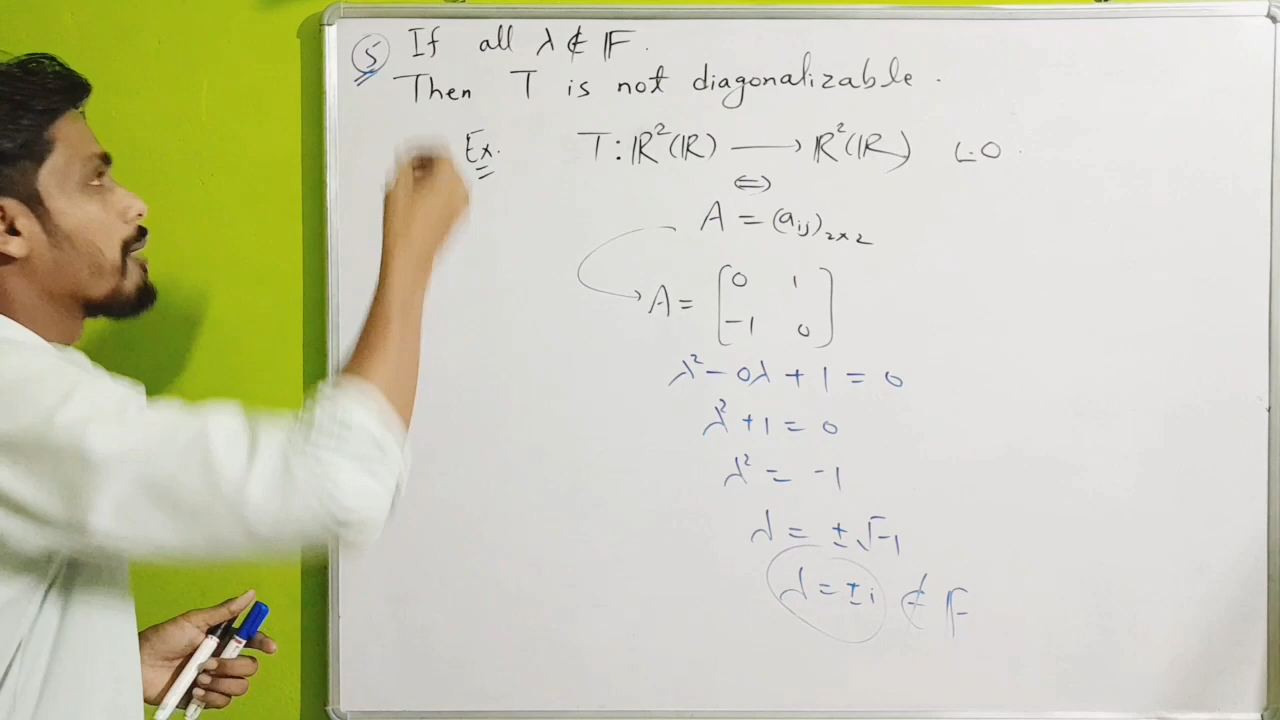 5 If all λ ∉ 𝔽.
Then T is not diagonalizable.
Ex. T: ℝ²(ℝ) ⟶ ℝ²(ℝ) L.O.
⇔
A = (aᵢⱼ)₂ₓ₂
A = [0 1
-1 0]
λ² - 0λ + 1 = 0
λ² + 1 = 0
λ² = -1
λ = ±√-1
λ = ±i ∉ 𝔽